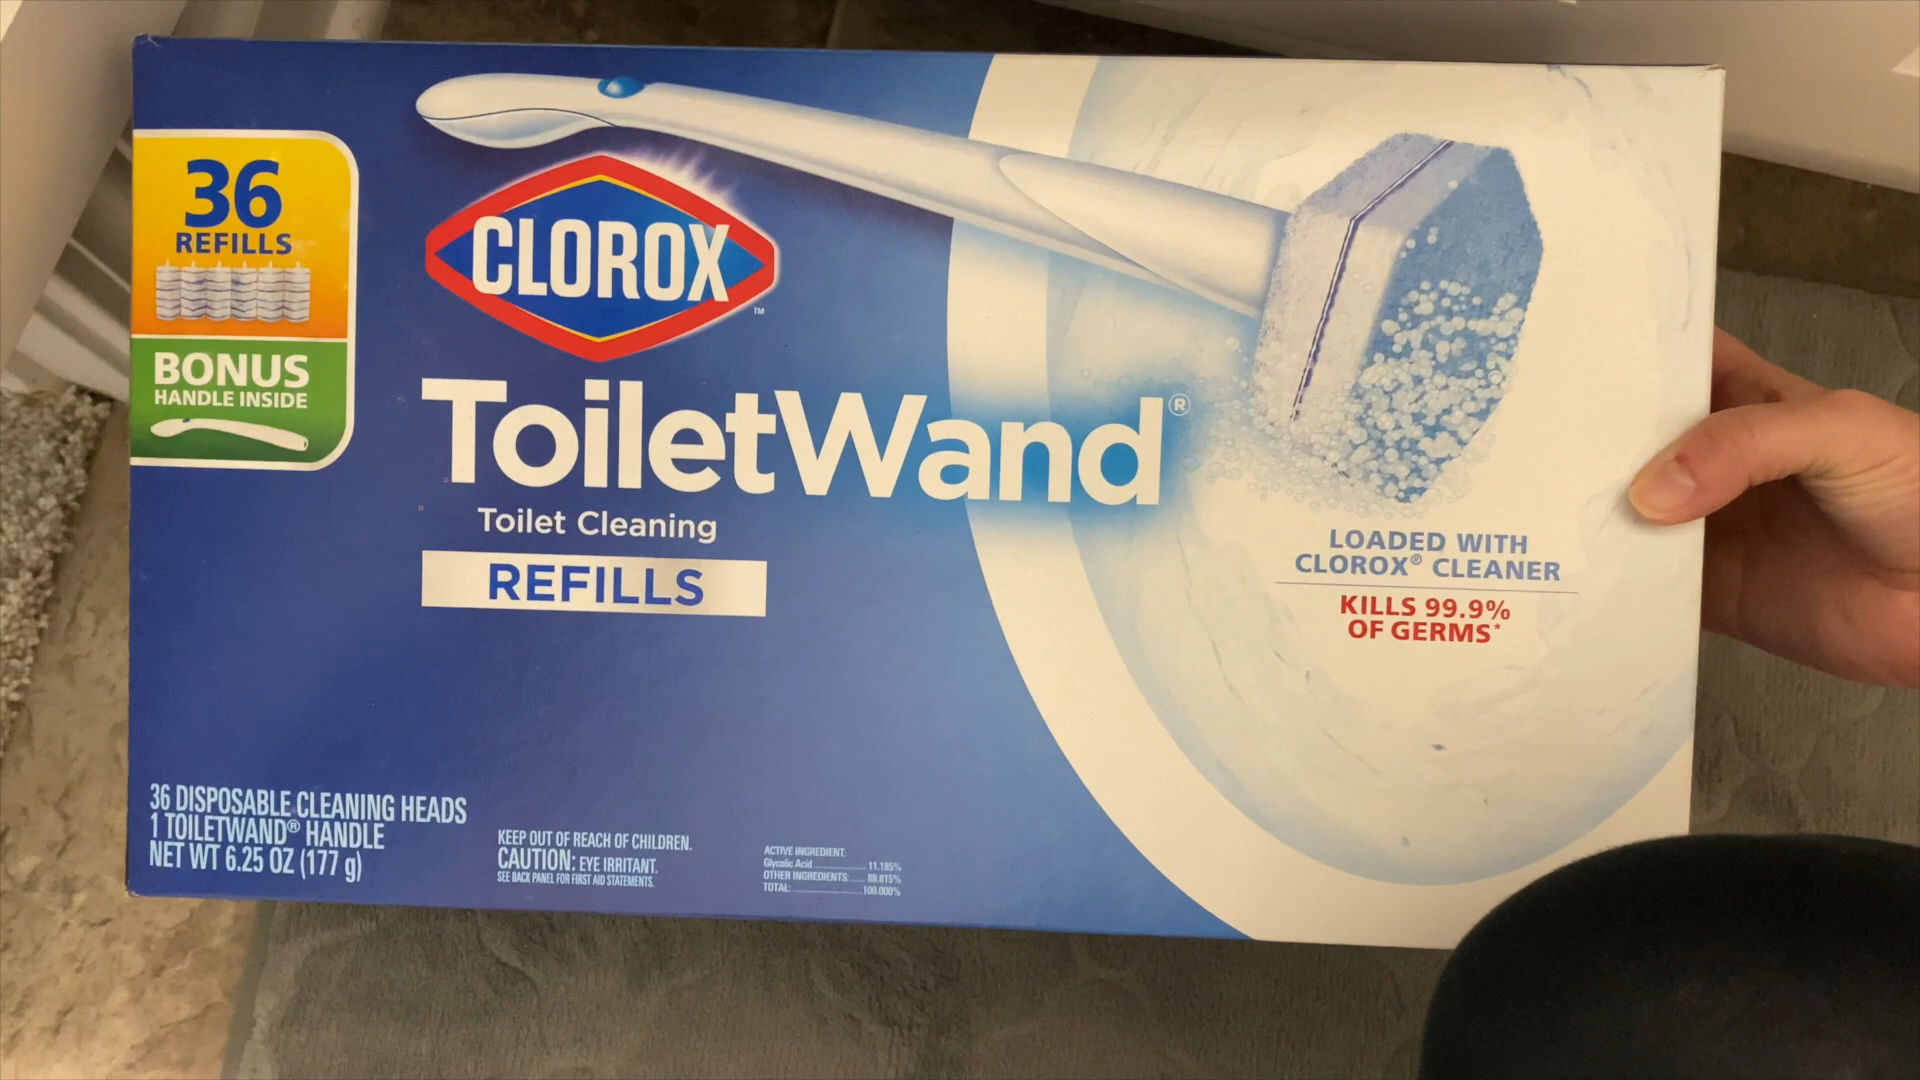 36
REFILLS
BONUS
HANDLE INSIDE
CLOROX™
ToiletWand®
Toilet Cleaning
REFILLS
LOADED WITH
CLOROX® CLEANER
KILLS 99.9%
OF GERMS*
36 DISPOSABLE CLEANING HEADS
1 TOILETWAND® HANDLE
NET WT 6.25 OZ (177 g)
KEEP OUT OF REACH OF CHILDREN.
CAUTION: EYE IRRITANT.
SEE BACK PANEL FOR FIRST AID STATEMENTS.
ACTIVE INGREDIENT:
Glycolic Acid 11.185%
OTHER INGREDIENTS: 88.815%
TOTAL: 100.000%